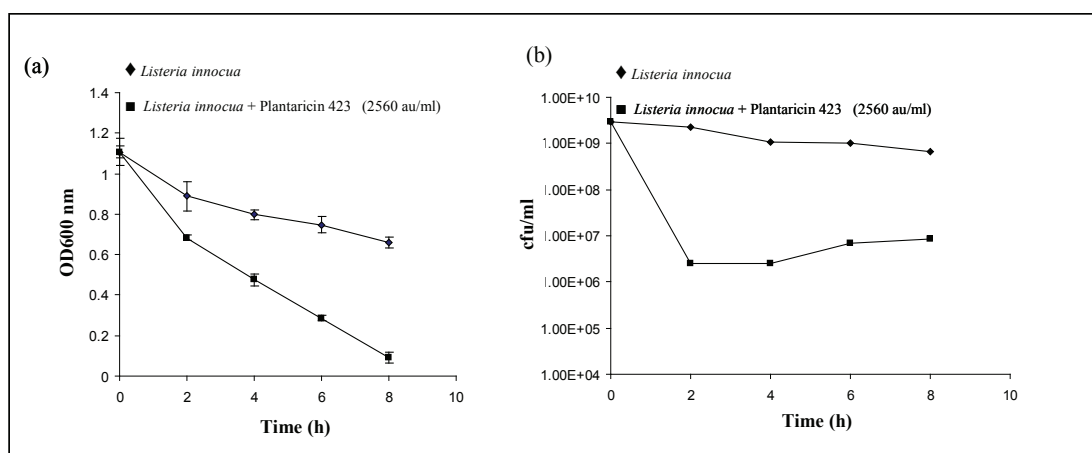 (a)
Listeria innocua
Listeria innocua + Plantaricin 423 (2560 au/ml)
1.4
1.2
1
0.8
0.6
0.4
0.2
0
OD600 nm
0 2 4 6 8 10
Time (h)
(b)
Listeria innocua
Listeria innocua + Plantaricin 423 (2560 au/ml)
1.00E+10
1.00E+09
1.00E+08
1.00E+07
1.00E+06
1.00E+05
1.00E+04
cfu/ml
0 2 4 6 8 10
Time (h)